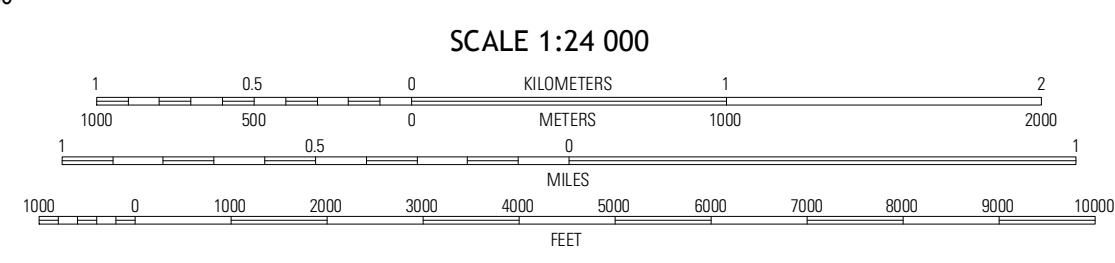 SCALE 1:24 000
1 0.5 0 KILOMETERS 1 2
1000 500 0 METERS 1000 2000
1 0.5 0 1
MILES
1000 0 1000 2000 3000 4000 5000 6000 7000 8000 9000 10000
FEET